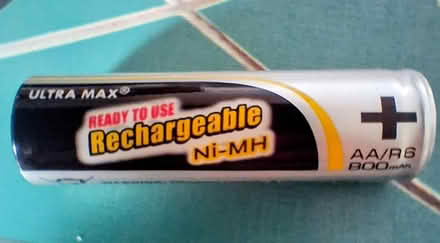 ULTRA MAX®
READY TO USE
Rechargeable
Ni-MH
+
AA/R6
800mAh